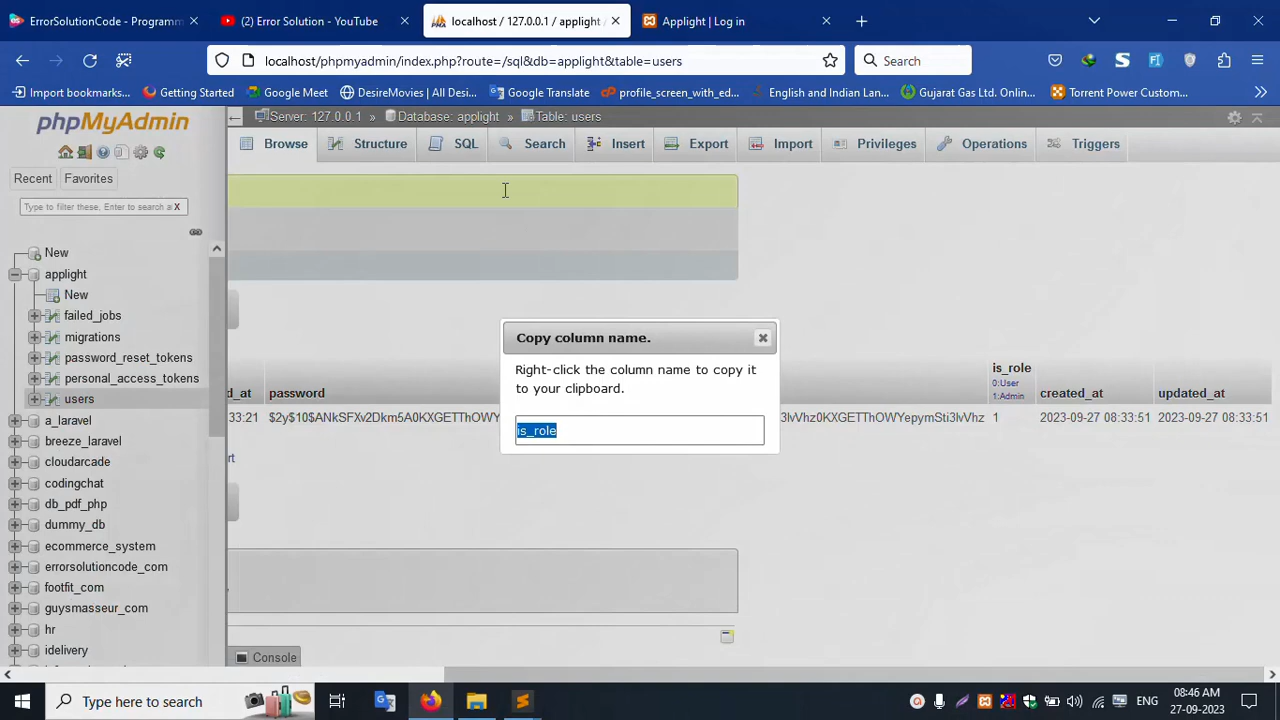 ErrorSolutionCode - Programm
(2) Error Solution - YouTube
localhost / 127.0.0.1 / applight
Applight | Log in
localhost/phpmyadmin/index.php?route=/sql&db=applight&table=users
Search
Import bookmarks...
Getting Started
Google Meet
DesireMovies | All Desi...
Google Translate
profile_screen_with_ed...
English and Indian Lan...
Gujarat Gas Ltd. Onlin...
Torrent Power Custom...
phpMyAdmin
Server: 127.0.0.1 » Database: applight » Table: users
Browse
Structure
SQL
Search
Insert
Export
Import
Privileges
Operations
Triggers
Recent
Favorites
Type to filter these, Enter to search al
X
New
applight
New
failed_jobs
migrations
password_reset_tokens
personal_access_tokens
users
a_laravel
breeze_laravel
cloudarcade
codingchat
db_pdf_php
dummy_db
ecommerce_system
errorsolutioncode_com
footfit_com
guysmasseur_com
hr
idelivery
Copy column name.
Right-click the column name to copy it
to your clipboard.
is_role
d_at
password
is_role
0:User
1:Admin
created_at
updated_at
33:21
$2y$10$ANkSFXv2Dkm5A0KXGETThOWY
3lvVhz0KXGETThOWYepymSti3lvVhz
1
2023-09-27 08:33:51
2023-09-27 08:33:51
rt
Console
Type here to search
ENG
08:46 AM
27-09-2023